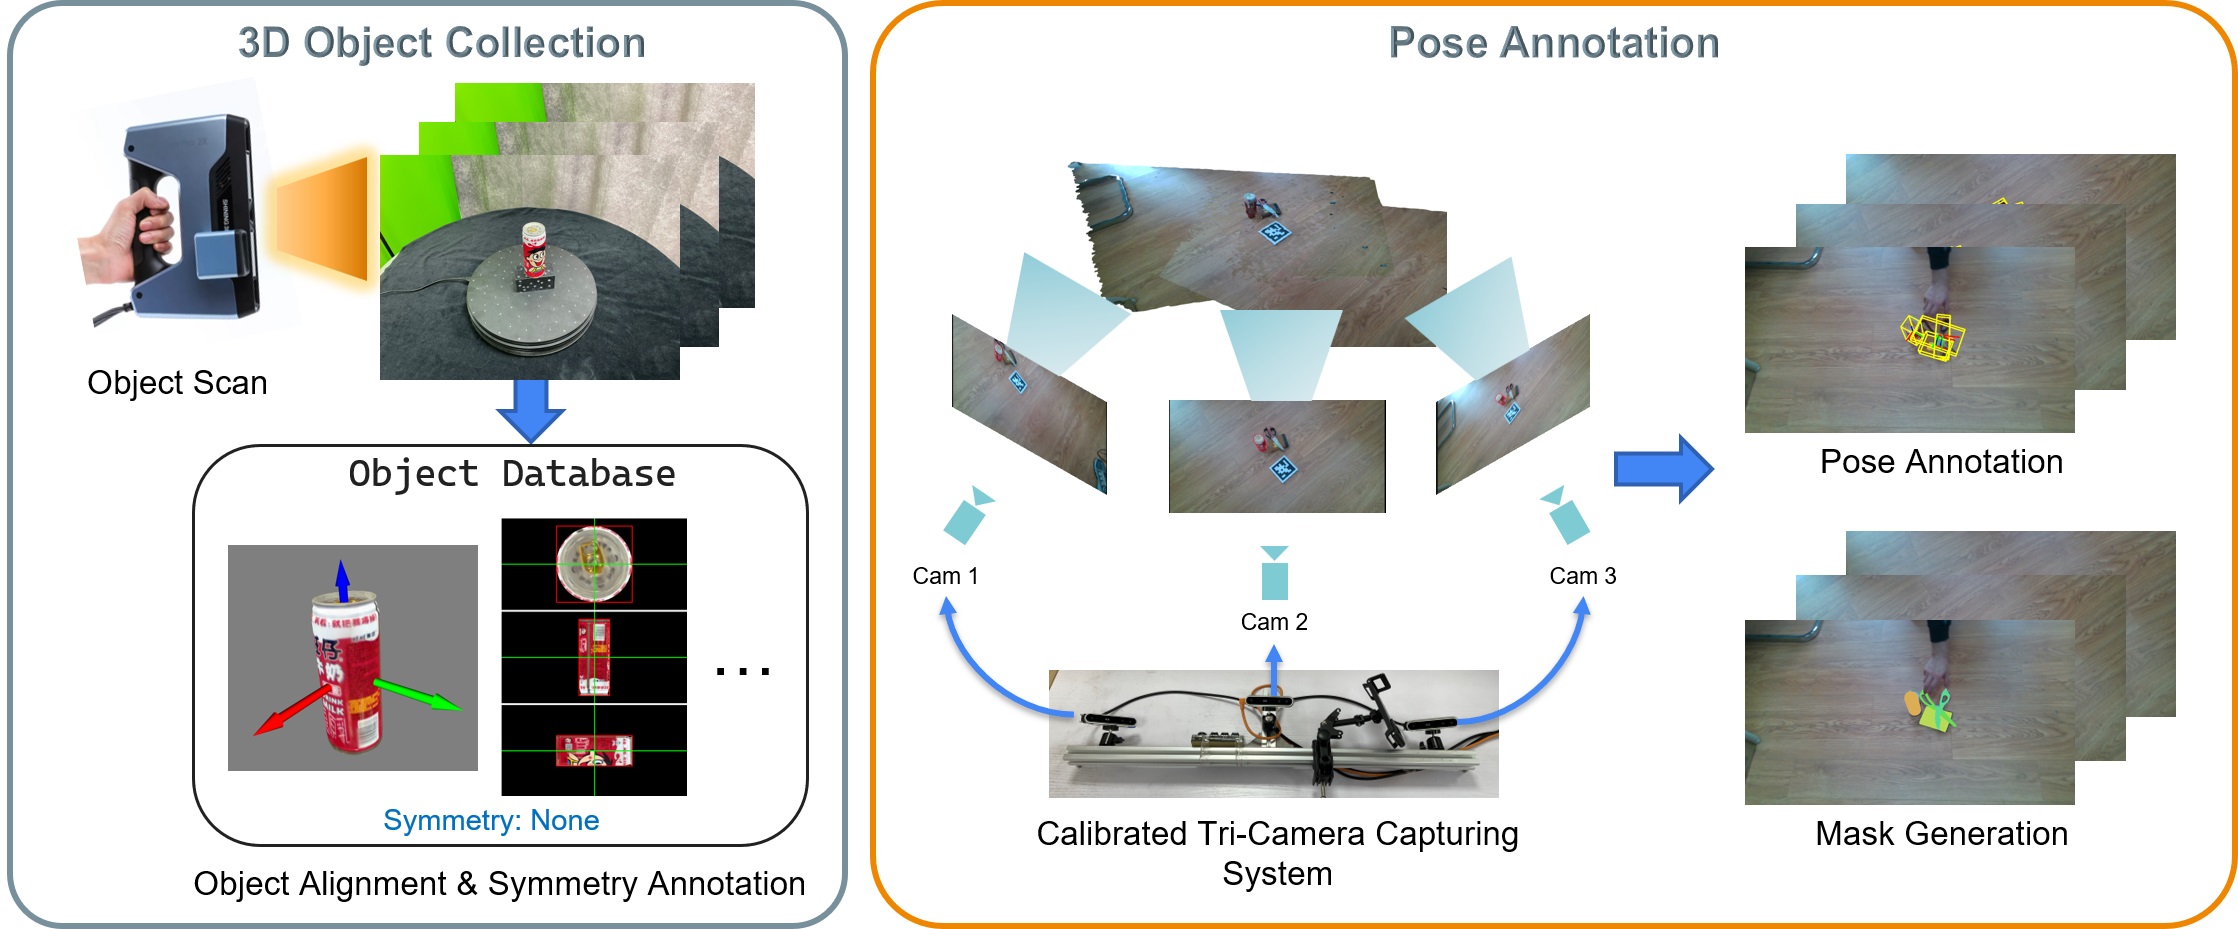 3D Object Collection
Object Scan
Object Database
Symmetry: None
Object Alignment & Symmetry Annotation
Pose Annotation
Cam 1
Cam 2
Cam 3
Calibrated Tri-Camera Capturing
System
Pose Annotation
Mask Generation